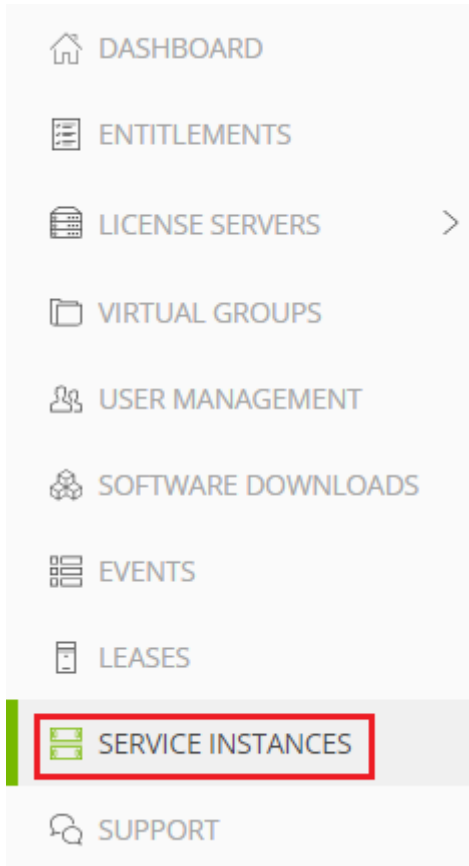 DASHBOARD
ENTITLEMENTS
LICENSE SERVERS
VIRTUAL GROUPS
USER MANAGEMENT
SOFTWARE DOWNLOADS
EVENTS
LEASES
SERVICE INSTANCES
SUPPORT